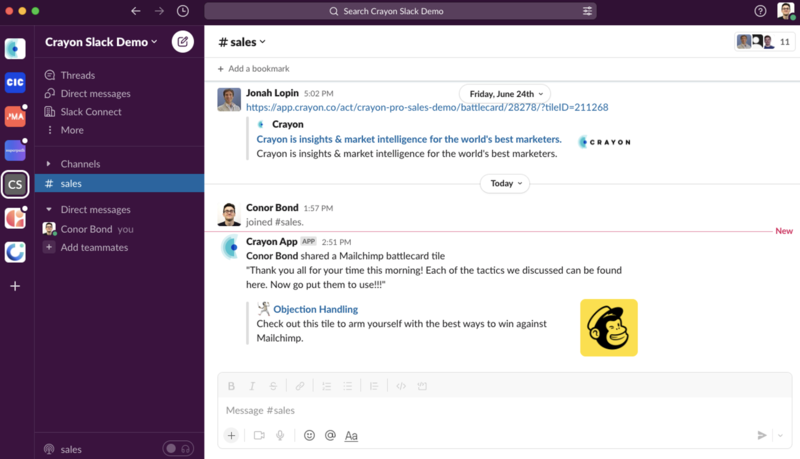 Search Crayon Slack Demo
Crayon Slack Demo
Threads
Direct messages
Slack Connect
More
Channels
# sales
Direct messages
Conor Bond you
Add teammates
sales
CIC
CS
# sales
11
+ Add a bookmark
Friday, June 24th
Jonah Lopin 5:02 PM
https://app.crayon.co/act/crayon-pro-sales-demo/battlecard/28278/?tileID=211268
Crayon
Crayon is insights & market intelligence for the world's best marketers.
Crayon is insights & market intelligence for the world's best marketers.
CRAYON
Today
Conor Bond 1:57 PM
joined #sales.
New
Crayon App APP 2:51 PM
Conor Bond shared a Mailchimp battlecard tile
"Thank you all for your time this morning! Each of the tactics we discussed can be found
here. Now go put them to use!!!"
Objection Handling
Check out this tile to arm yourself with the best ways to win against
Mailchimp.
B I S
Message #sales
Aa